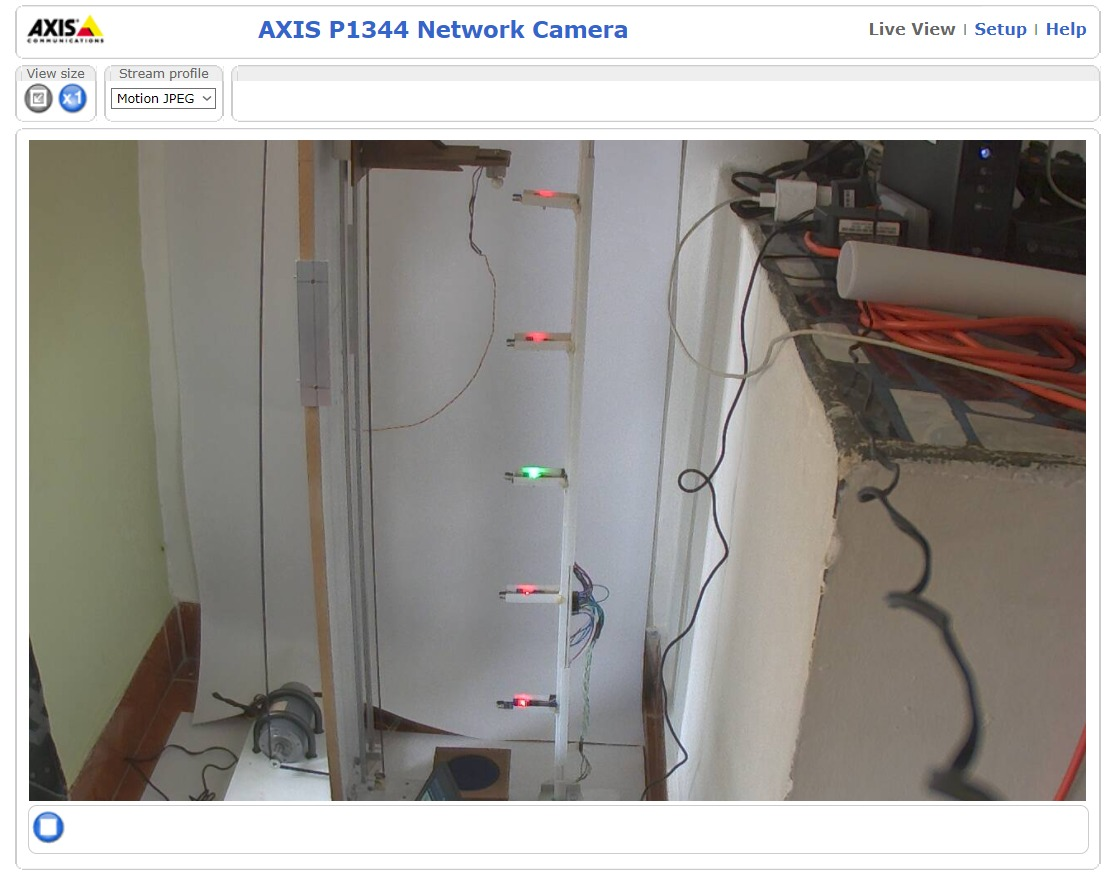 AXIS
COMMUNICATIONS
AXIS P1344 Network Camera
Live View | Setup | Help
View size
Stream profile
x1
Motion JPEG